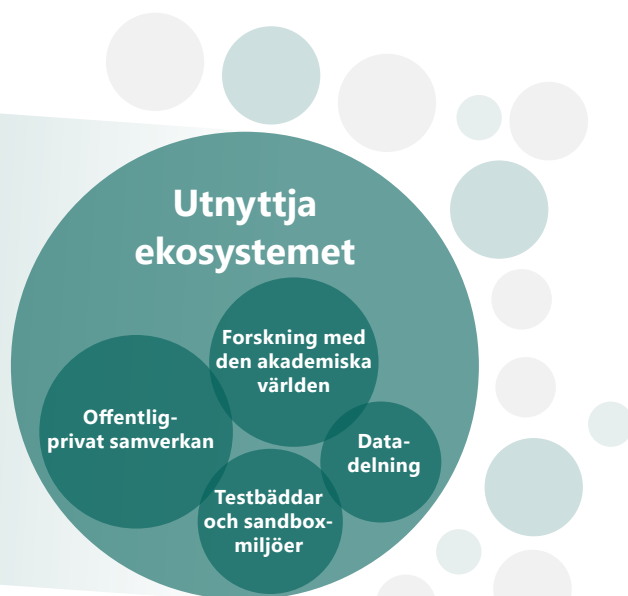 Utnyttja
ekosystemet
Forskning med
den akademiska
världen
Offentlig-
privat samverkan
Data-
delning
Testbäddar
och sandbox-
miljöer